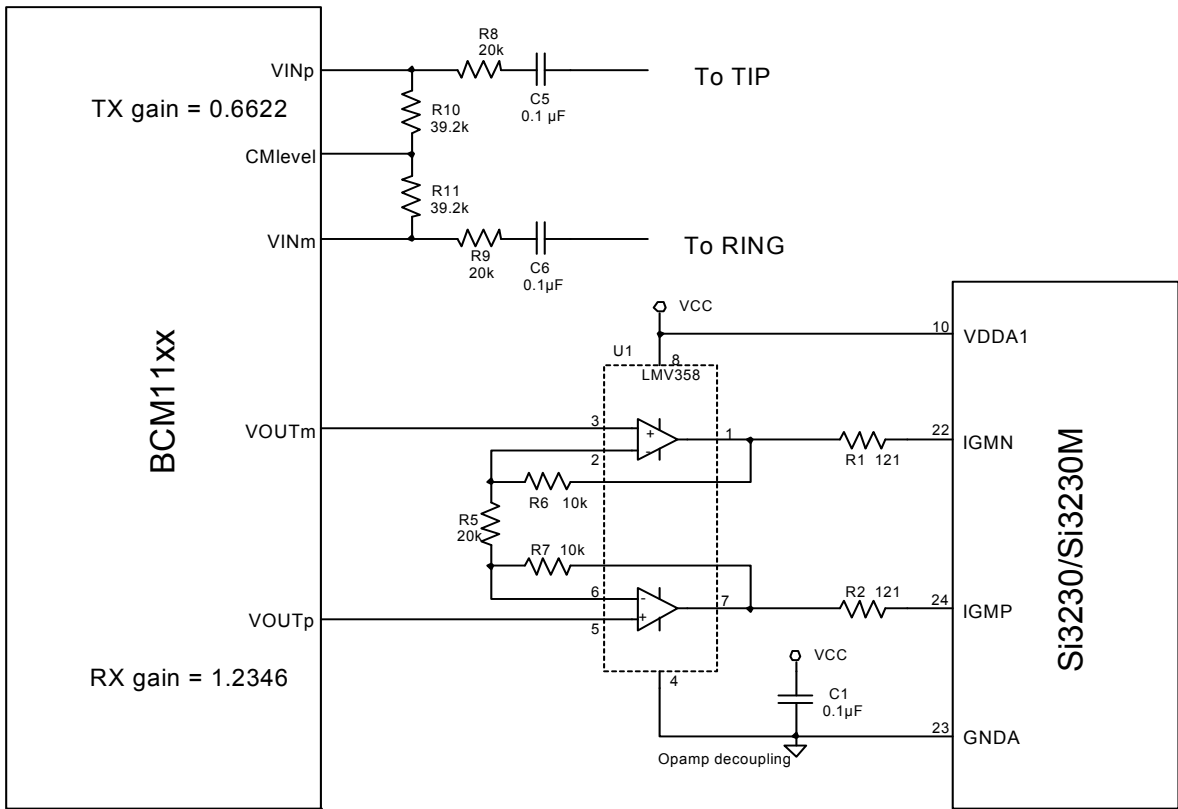 R8
20k
VINp
To TIP
C5
0.1 µF
TX gain = 0.6622
R10
39.2k
CMlevel
R11
39.2k
VINm
To RING
R9
20k
C6
0.1µF
VCC
10
VDDA1
U1
8
LMV358
BCM11xx
VOUTm
3
+
1
22
IGMN
2
-
R1 121
R6 10k
R5
20k
R7 10k
Si3230/Si3230M
6
-
7
R2 121
24
IGMP
VOUTp
5
+
VCC
RX gain = 1.2346
4
C1
0.1µF
23
GNDA
Opamp decoupling